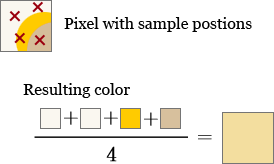 Pixel with sample postions
Resulting color
+ + +
=
4